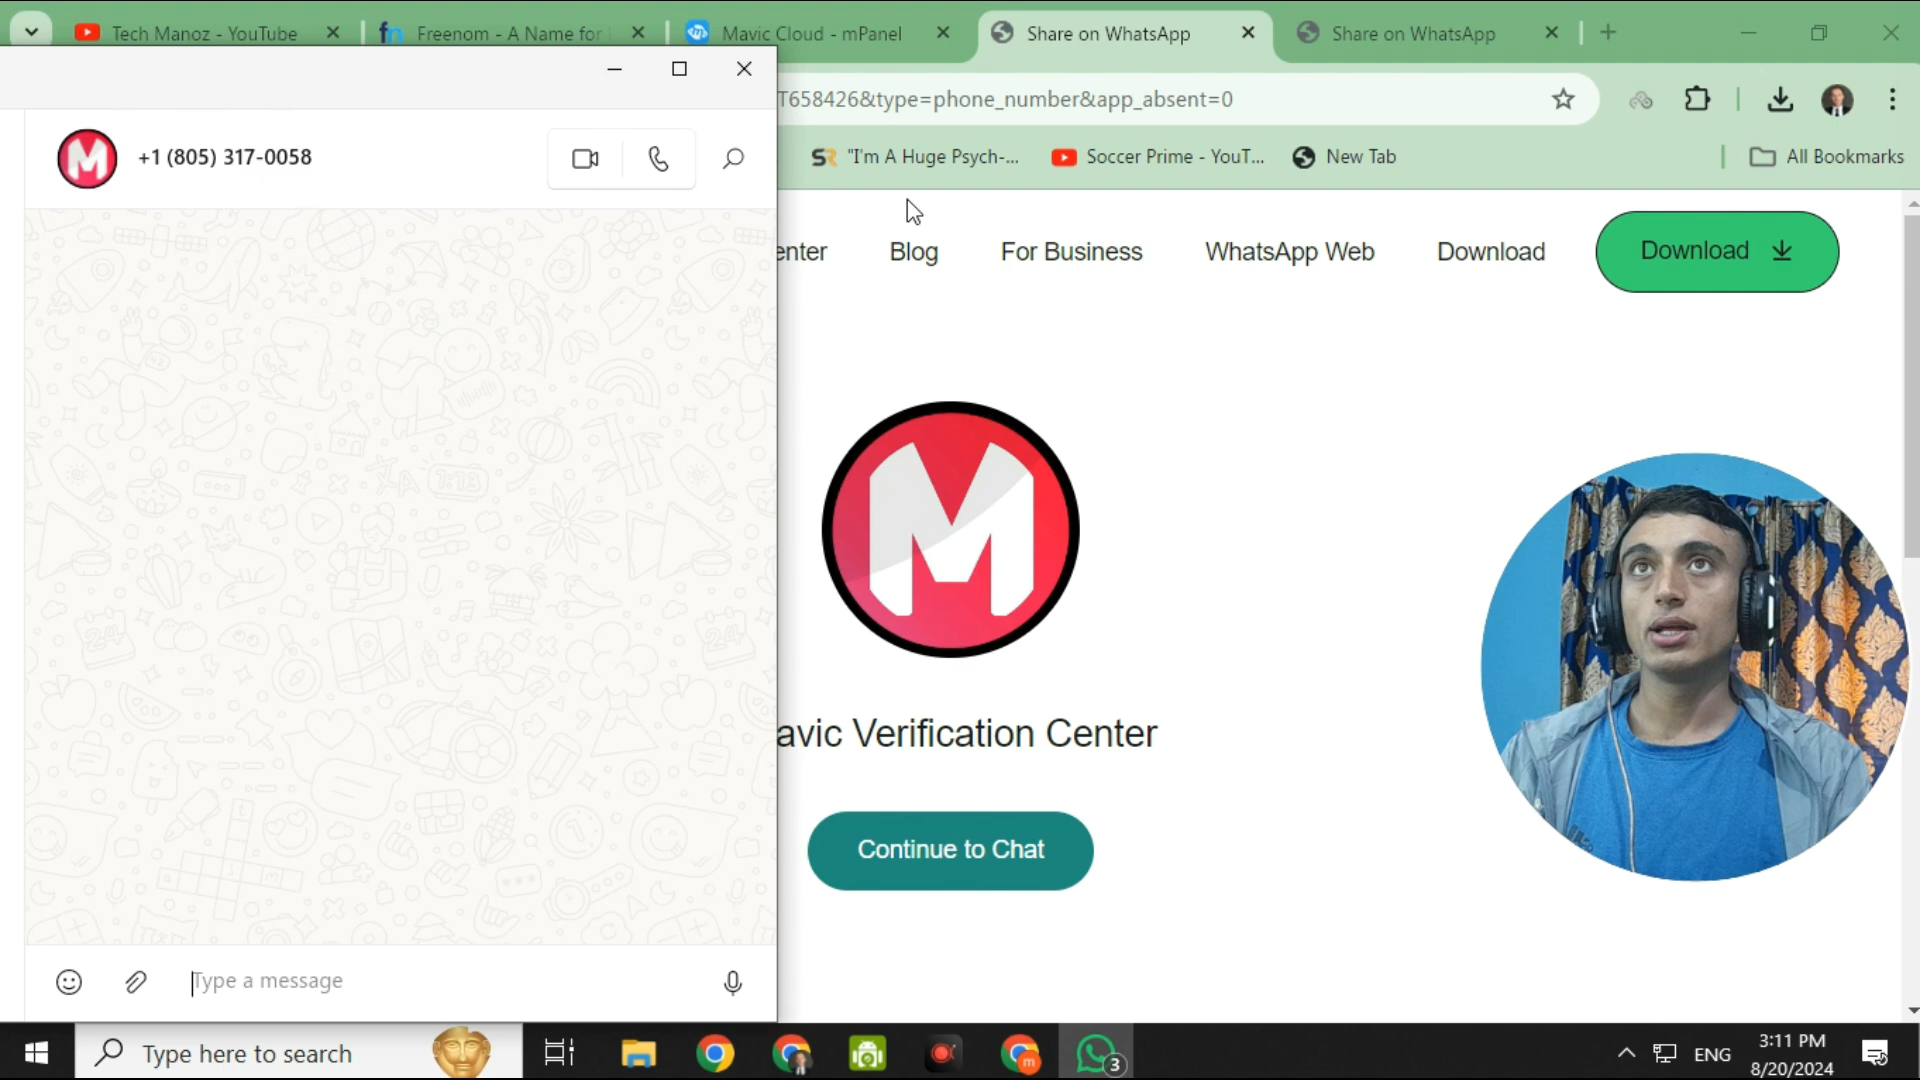 Tech Manoz - YouTube
Freenom - A Name for
Mavic Cloud - mPanel
Share on WhatsApp
Share on WhatsApp
T658426&type=phone_number&app_absent=0
"I'm A Huge Psych-...
Soccer Prime - YouT...
New Tab
All Bookmarks
+1 (805) 317-0058
enter
Blog
For Business
WhatsApp Web
Download
Download
M
avic Verification Center
Continue to Chat
Type a message
Type here to search
3
ENG
3:11 PM
8/20/2024